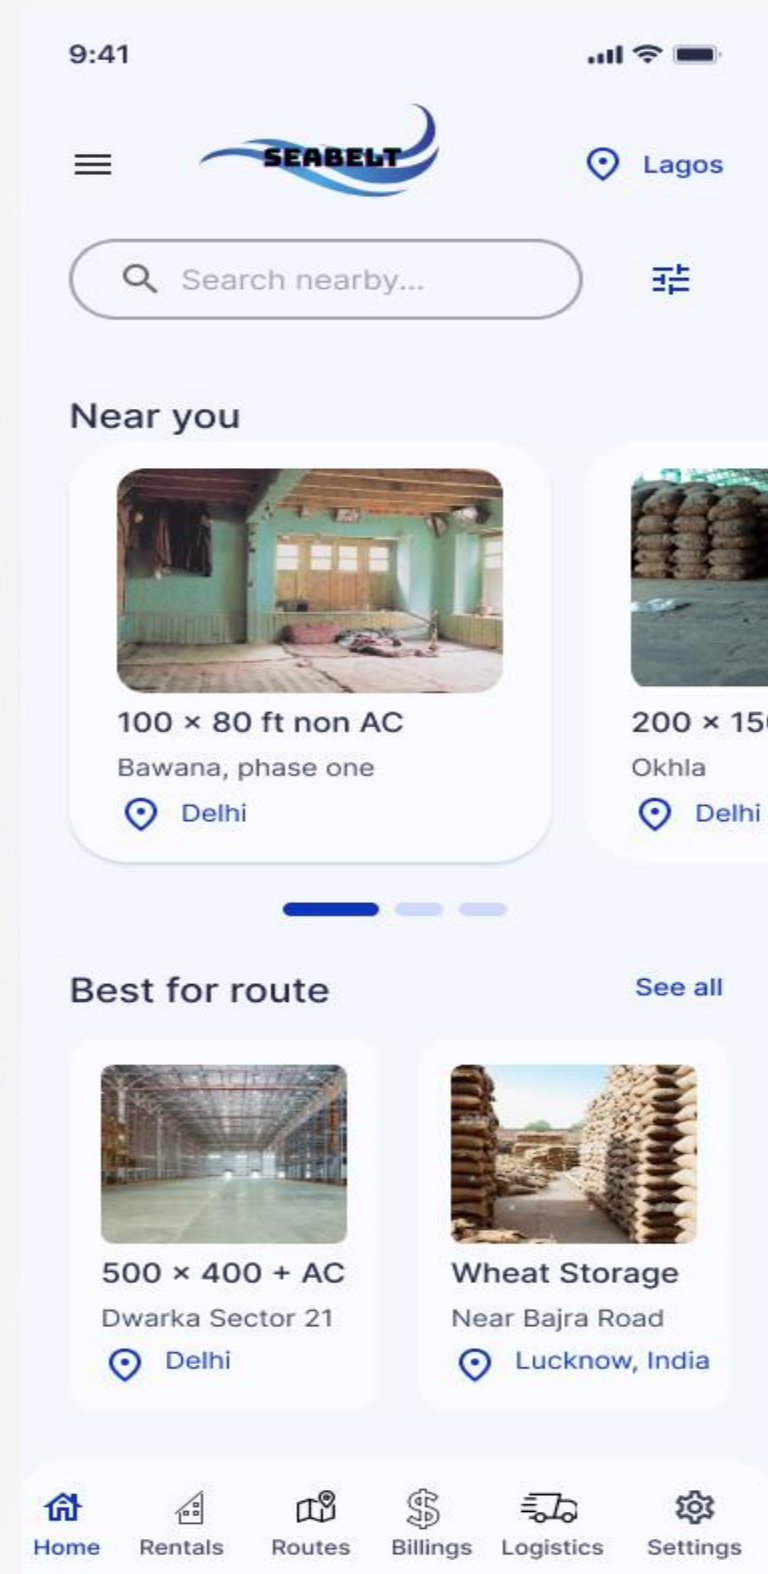 9:41
SEABELT
Lagos
Search nearby...
Near you
100 × 80 ft non AC
Bawana, phase one
Delhi
200 × 15
Okhla
Delhi
Best for route
See all
500 × 400 + AC
Dwarka Sector 21
Delhi
Wheat Storage
Near Bajra Road
Lucknow, India
Home
Rentals
Routes
Billings
Logistics
Settings